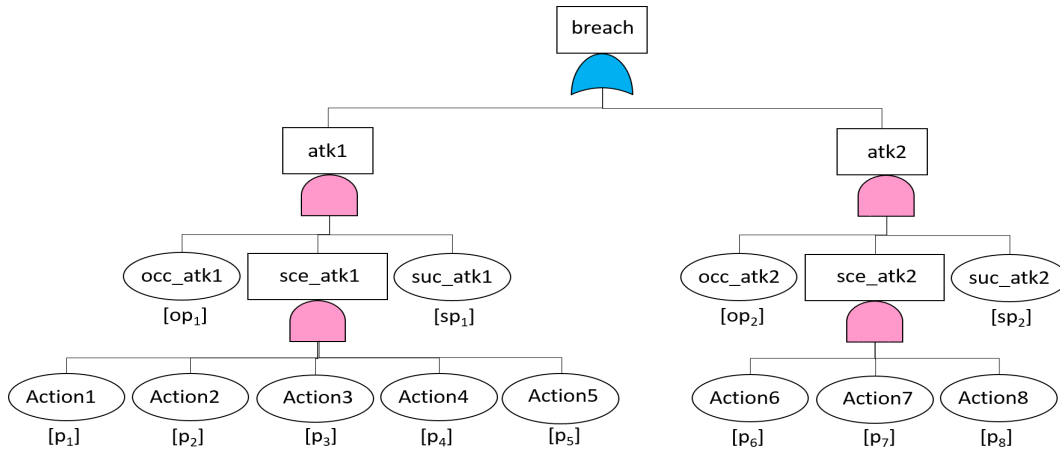 breach
atk1 atk2
occ_atk1 sce_atk1 suc_atk1 occ_atk2 sce_atk2 suc_atk2
[op₁] [sp₁] [op₂] [sp₂]
Action1 Action2 Action3 Action4 Action5 Action6 Action7 Action8
[p₁] [p₂] [p₃] [p₄] [p₅] [p₆] [p₇] [p₈]